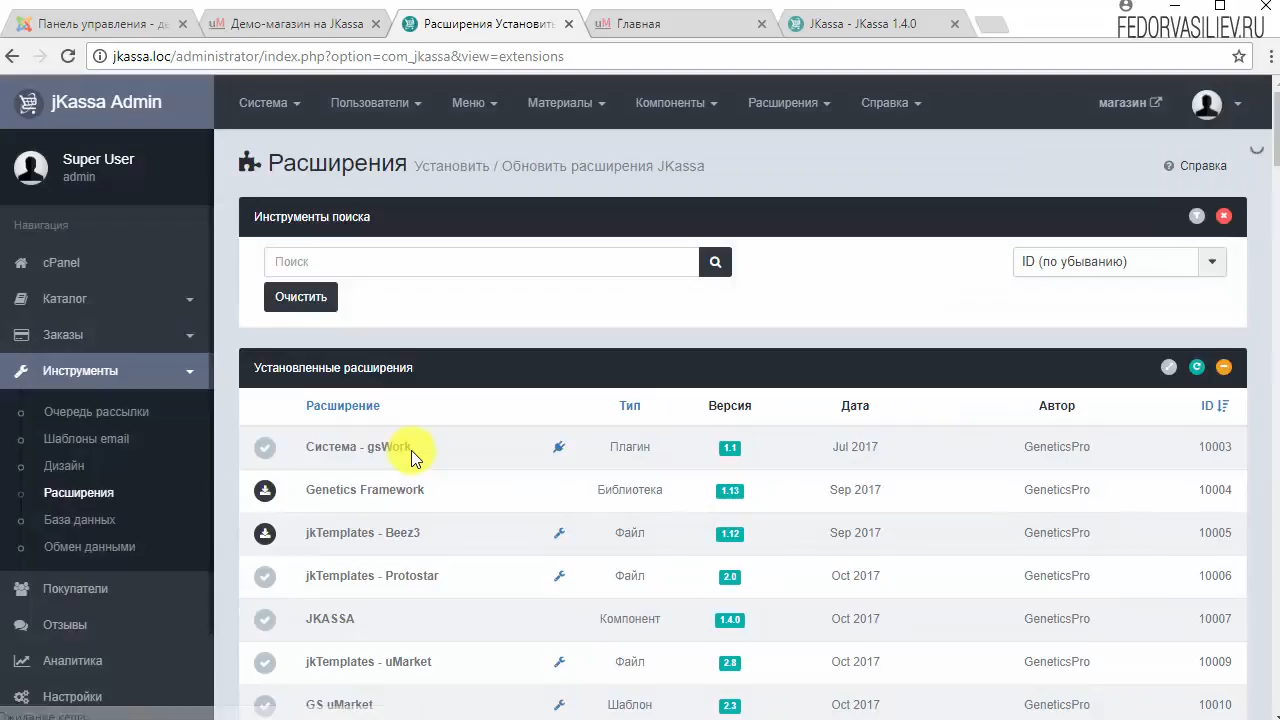 Панель управления - де
Демо-магазин на JKassa
Расширения Установить
Главная
JKassa - JKassa 1.4.0
FEDORVASILIEV.RU
jkassa.loc/administrator/index.php?option=com_jkassa&view=extensions
jKassa Admin
Система Пользователи Меню Материалы Компоненты Расширения Справка магазин
Super User
admin
Навигация
cPanel
Каталог
Заказы
Инструменты
Очередь рассылки
Шаблоны email
Дизайн
Расширения
База данных
Обмен данными
Покупатели
Отзывы
Аналитика
Настройки
Расширения Установить / Обновить расширения JKassa
Справка
Инструменты поиска
Поиск
ID (по убыванию)
Очистить
Установленные расширения
Расширение Тип Версия Дата Автор ID
Система - gsWork Плагин 1.1 Jul 2017 GeneticsPro 10003
Genetics Framework Библиотека 1.13 Sep 2017 GeneticsPro 10004
jkTemplates - Beez3 Файл 1.12 Sep 2017 GeneticsPro 10005
jkTemplates - Protostar Файл 2.0 Oct 2017 GeneticsPro 10006
JKASSA Компонент 1.4.0 Oct 2017 GeneticsPro 10007
jkTemplates - uMarket Файл 2.8 Oct 2017 GeneticsPro 10009
GS uMarket Шаблон 2.3 Oct 2017 GeneticsPro 10010